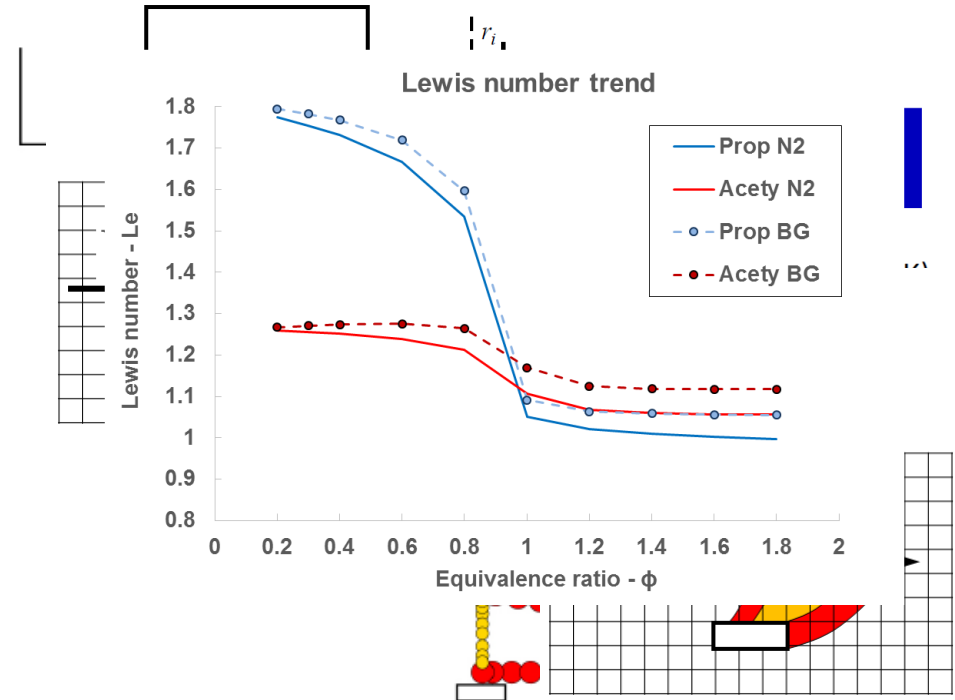 r_i
Lewis number trend
1.8
1.7
1.6
1.5
1.4
1.3
1.2
1.1
1
0.9
0.8
Lewis number - Le
Prop N2
Acety N2
Prop BG
Acety BG
0 0.2 0.4 0.6 0.8 1 1.2 1.4 1.6 1.8 2
Equivalence ratio - ϕ